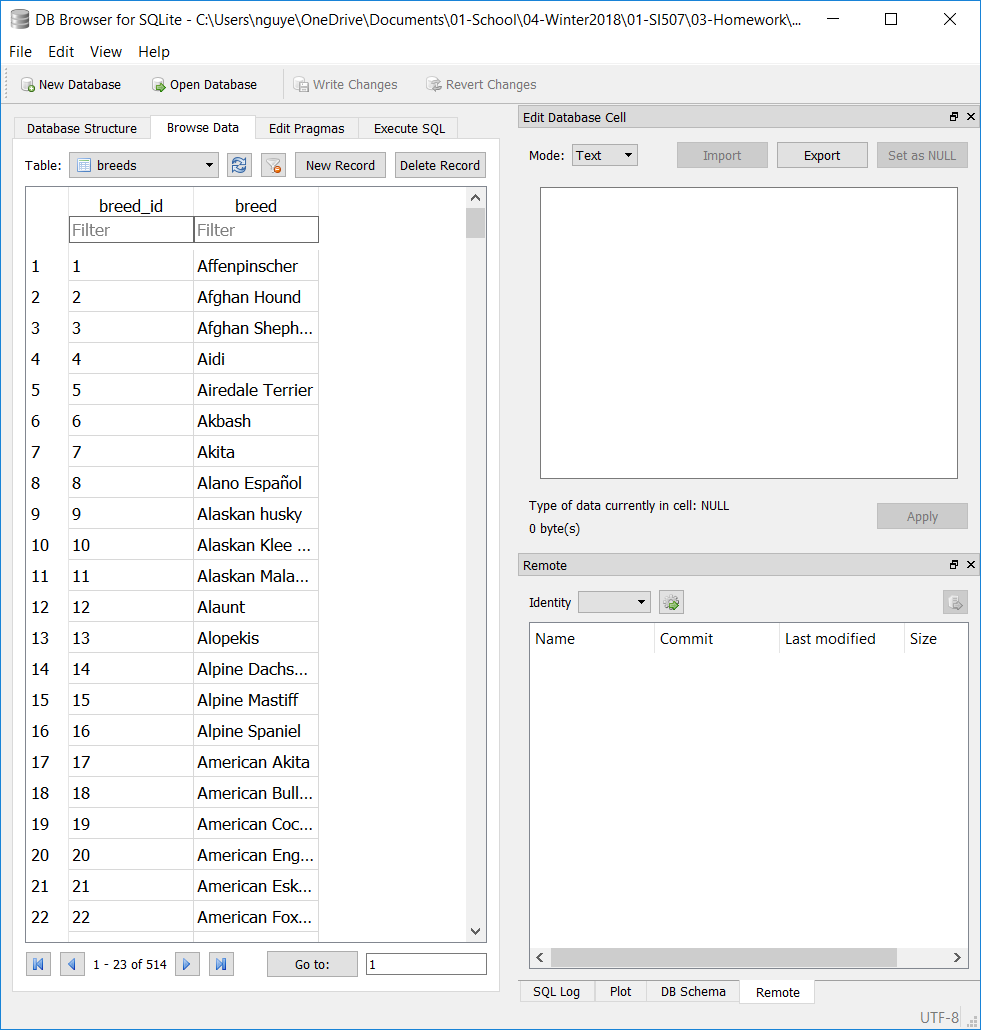 DB Browser for SQLite - C:\Users\nguye\OneDrive\Documents\01-School\04-Winter2018\01-SI507\03-Homework\...
File Edit View Help
New Database Open Database Write Changes Revert Changes
Database Structure Browse Data Edit Pragmas Execute SQL
Table: breeds New Record Delete Record
breed_id breed
Filter Filter
1 1 Affenpinscher
2 2 Afghan Hound
3 3 Afghan Sheph...
4 4 Aidi
5 5 Airedale Terrier
6 6 Akbash
7 7 Akita
8 8 Alano Español
9 9 Alaskan husky
10 10 Alaskan Klee ...
11 11 Alaskan Mala...
12 12 Alaunt
13 13 Alopekis
14 14 Alpine Dachs...
15 15 Alpine Mastiff
16 16 Alpine Spaniel
17 17 American Akita
18 18 American Bull...
19 19 American Coc...
20 20 American Eng...
21 21 American Esk...
22 22 American Fox...
1 - 23 of 514 Go to: 1
Edit Database Cell
Mode: Text Import Export Set as NULL
Type of data currently in cell: NULL
0 byte(s)
Apply
Remote
Identity
Name Commit Last modified Size
SQL Log Plot DB Schema Remote
UTF-8